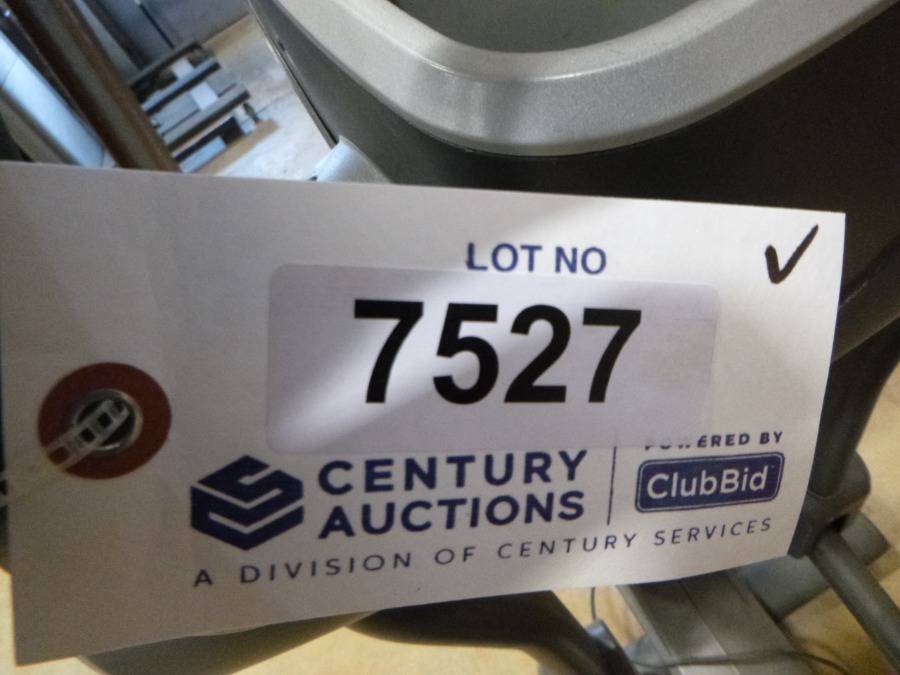 LOT NO
7527
CENTURY
AUCTIONS
POWERED BY
ClubBid
A DIVISION OF CENTURY SERVICES